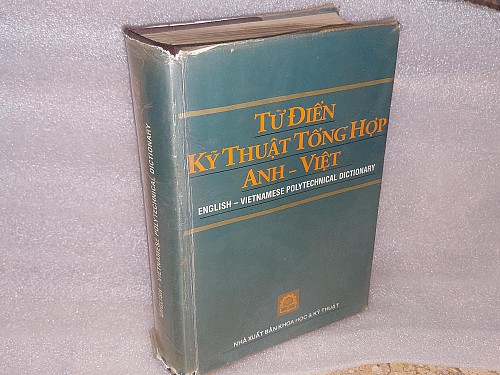 TỪ ĐIỂN
KỸ THUẬT TỔNG HỢP
ANH – VIỆT
ENGLISH – VIETNAMESE POLYTECHNICAL DICTIONARY
NHÀ XUẤT BẢN KHOA HỌC & KỸ THUẬT
ENGLISH – VIETNAMESE POLYTECHNICAL DICTIONARY